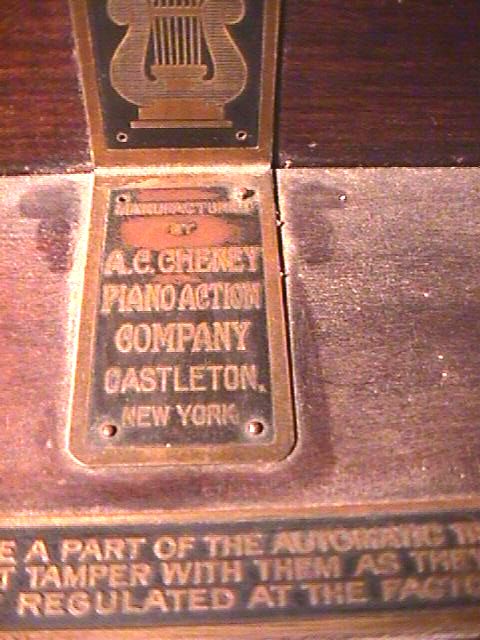 MANUFACTURED
BY
A.C. CHENEY
PIANO ACTION
COMPANY
CASTLETON,
NEW YORK
E A PART OF THE AUTOMATIC
T TAMPER WITH THEM AS THEY
REGULATED AT THE FACTO